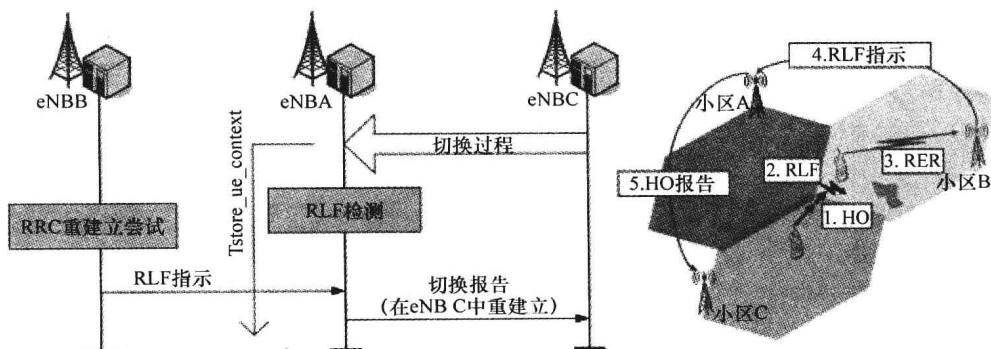 eNBB
eNBA
eNBC
切换过程
Tstore_ue_context
RRC重建立尝试
RLF检测
RLF指示
切换报告
(在eNB C中重建立)
4.RLF指示
小区A
2. RLF
3. RER
小区B
5.HO报告
1. HO
小区C